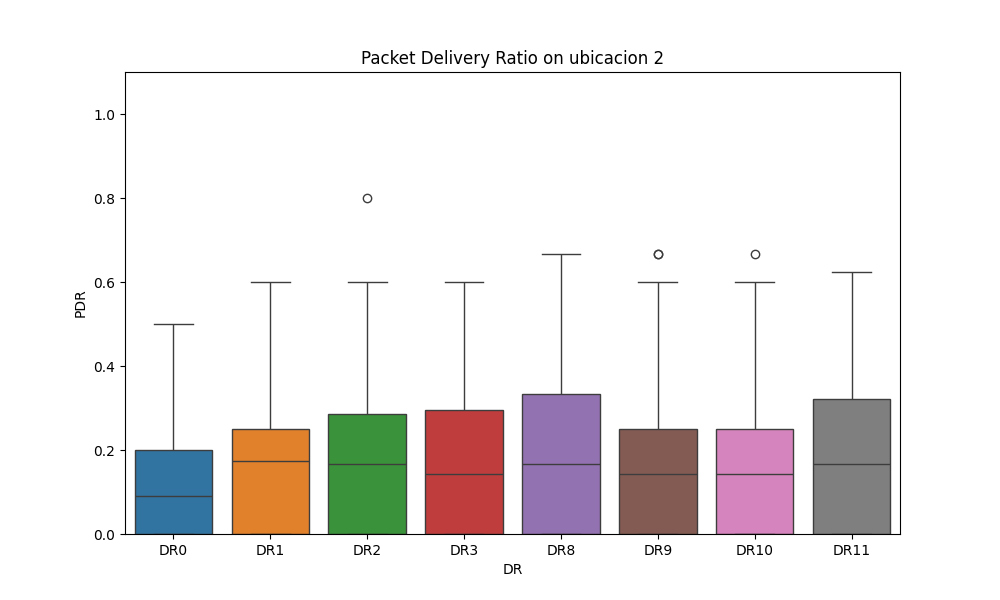 Packet Delivery Ratio on ubicacion 2
PDR
1.0
0.8
0.6
0.4
0.2
0.0
DR0 DR1 DR2 DR3 DR8 DR9 DR10 DR11
DR